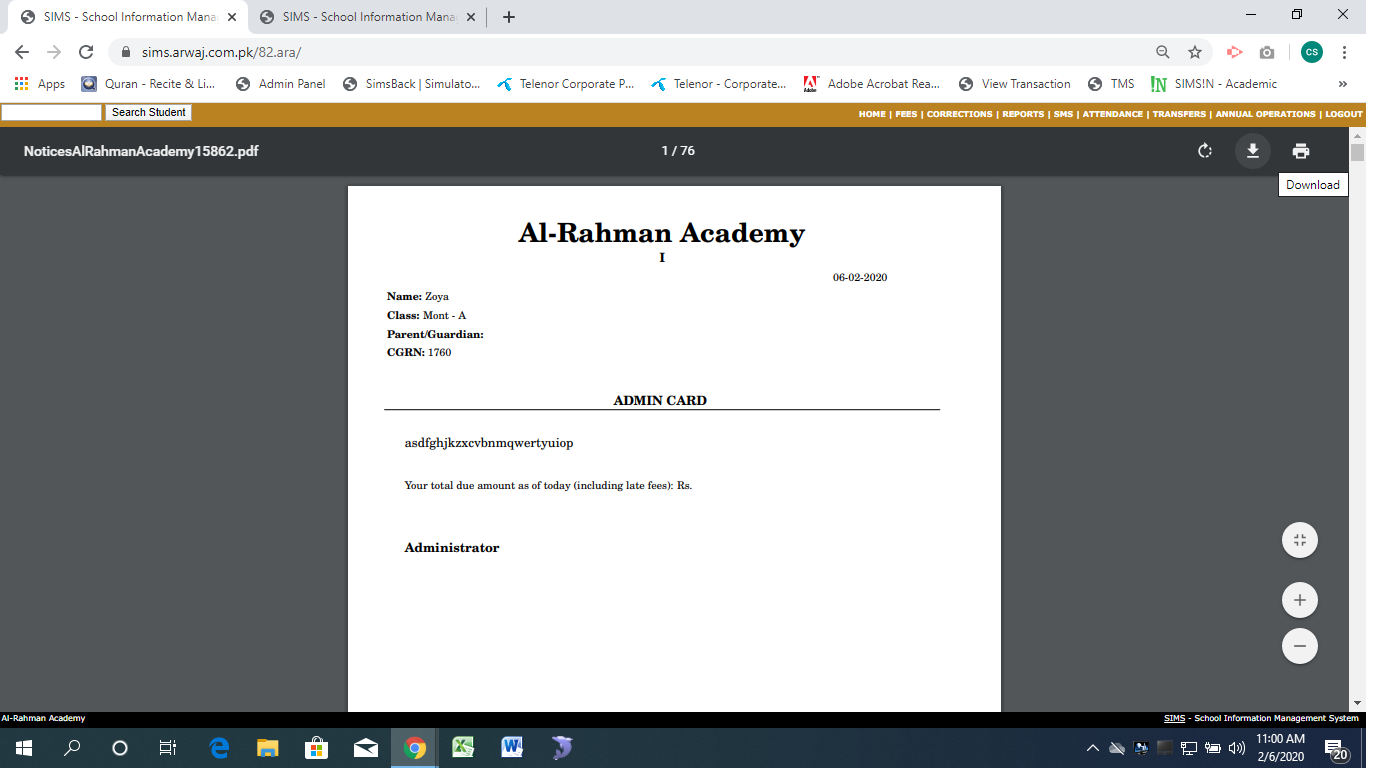 SIMS - School Information Mana
SIMS - School Information Mana
sims.arwaj.com.pk/82.ara/
CS
Apps
Quran - Recite & Li...
Admin Panel
SimsBack | Simulato...
Telenor Corporate P...
Telenor - Corporate...
Adobe Acrobat Rea...
View Transaction
TMS
SIMS!N - Academic
»
Search Student
HOME | FEES | CORRECTIONS | REPORTS | SMS | ATTENDANCE | TRANSFERS | ANNUAL OPERATIONS | LOGOUT
NoticesAlRahmanAcademy15862.pdf
1 / 76
Download
Al-Rahman Academy
I
06-02-2020
Name: Zoya
Class: Mont - A
Parent/Guardian:
CGRN: 1760
ADMIN CARD
asdfghjkzxcvbnmqwertyuiop
Your total due amount as of today (including late fees): Rs.
Administrator
Al-Rahman Academy
SIMS - School Information Management System
11:00 AM
2/6/2020
20